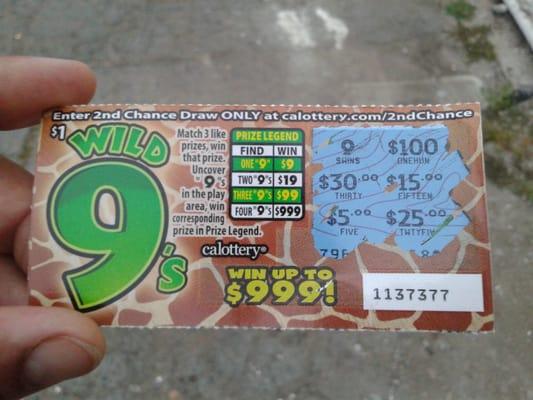 Enter 2nd Chance Draw ONLY at calottery.com/2ndChance
$1
WILD
9's
Match 3 like
prizes, win
that prize.
Uncover
"9"s
in the play
area, win
corresponding
prize in Prize Legend.
PRIZE LEGEND
FIND WIN
ONE "9" $9
TWO "9"s $19
THREE "9"s $99
FOUR "9"s $999
calottery
WIN UP TO
$999!
9 $100
$WIN$ ONEHUN
$30.00 $15.00
THIRTY FIFTEEN
$5.00 $25.00
FIVE TWTYFIV
1137377